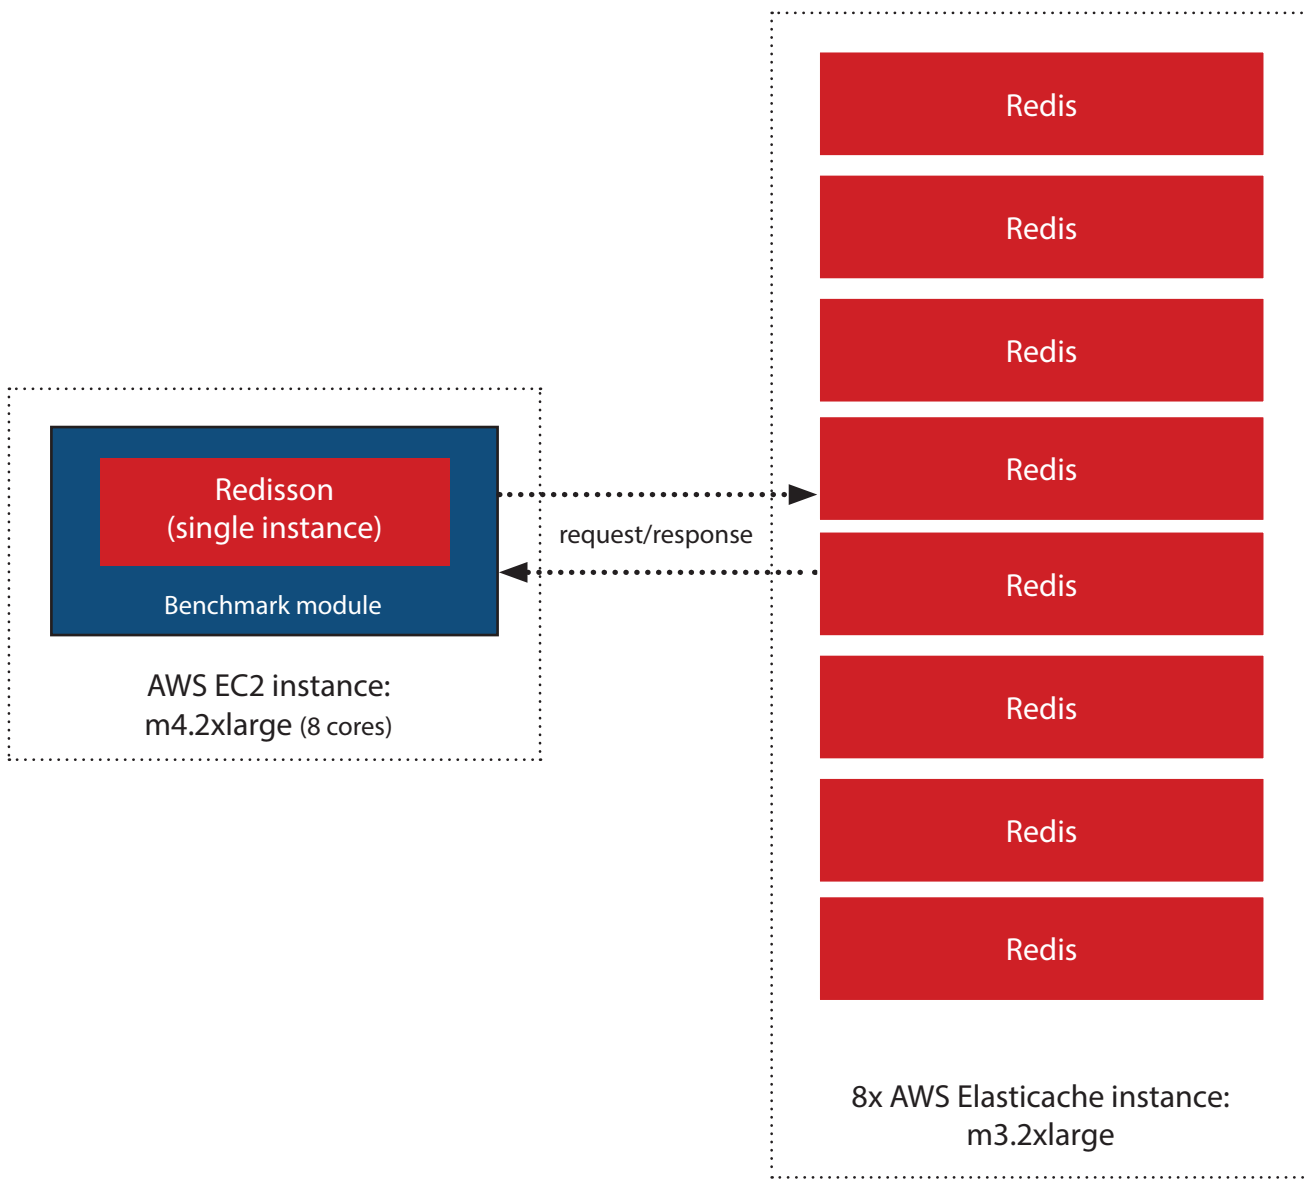 Redisson
(single instance)
Benchmark module
AWS EC2 instance:
m4.2xlarge (8 cores)
request/response
Redis
Redis
Redis
Redis
Redis
Redis
Redis
Redis
8x AWS Elasticache instance:
m3.2xlarge